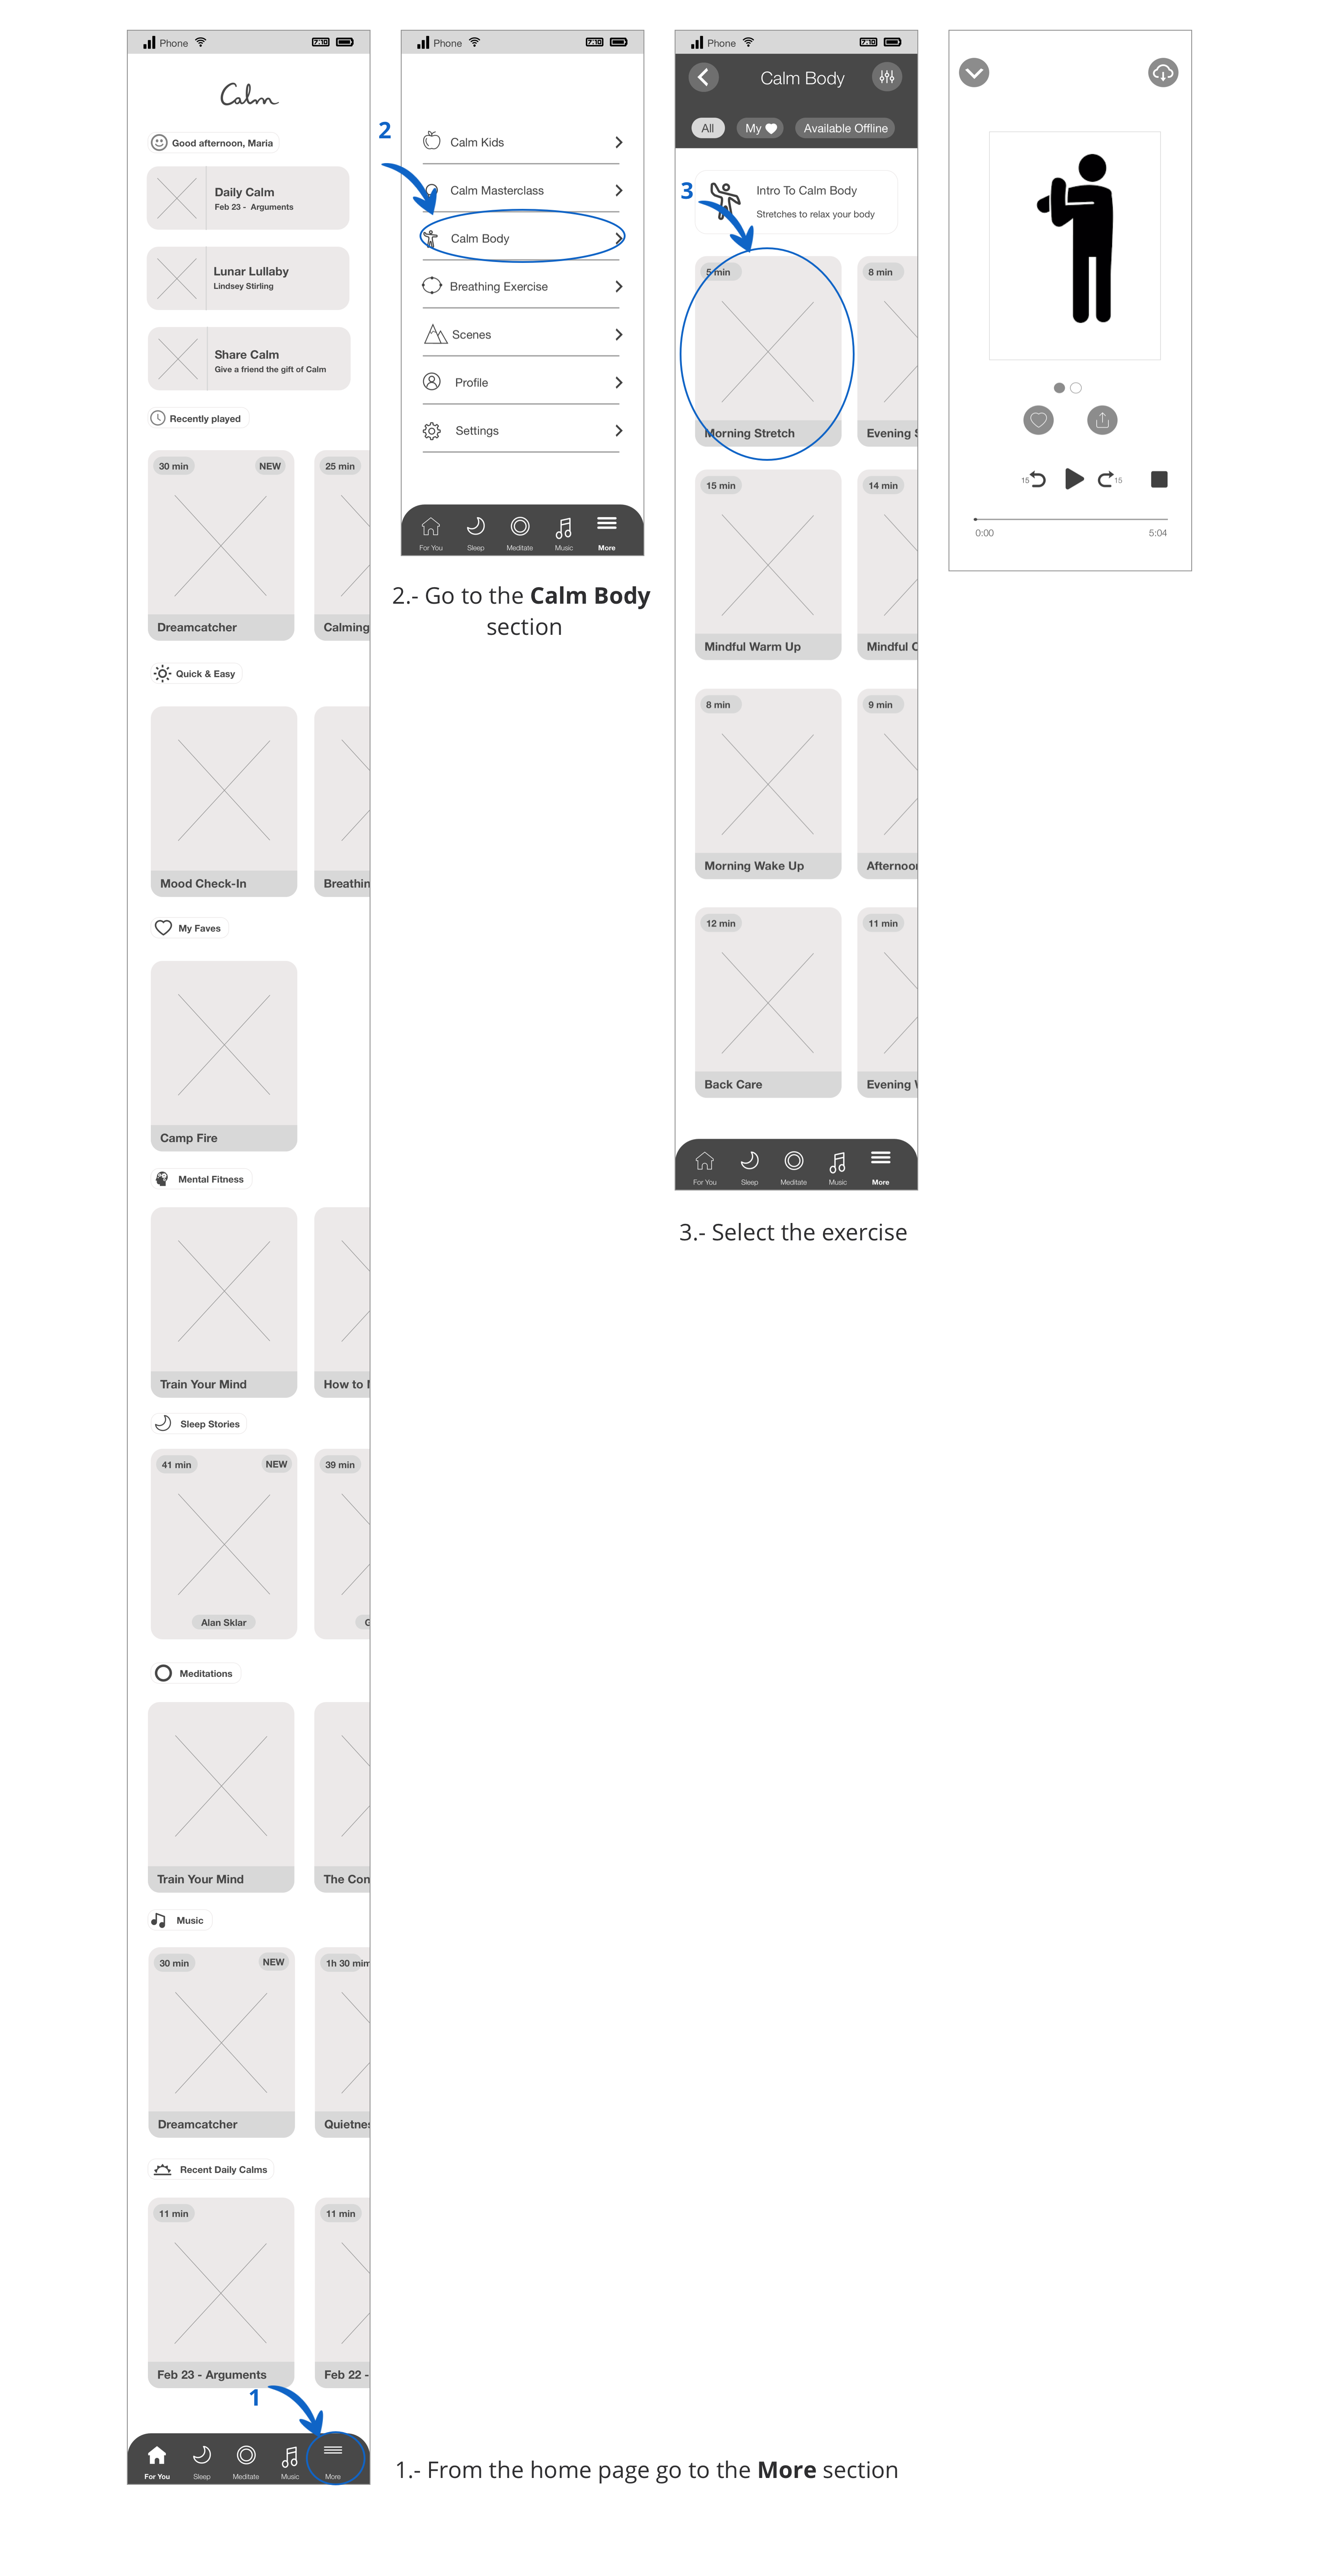 Phone
7:10
Calm
Good afternoon, Maria
Daily Calm
Feb 23 - Arguments
Lunar Lullaby
Lindsey Stirling
Share Calm
Give a friend the gift of Calm
Recently played
30 min NEW 25 min
Dreamcatcher Calming
Quick & Easy
Mood Check-In Breathin
My Faves
Camp Fire
Mental Fitness
Train Your Mind How to
Sleep Stories
41 min NEW 39 min
Alan Sklar G
Meditations
Train Your Mind The Con
Music
30 min NEW 1h 30 mim
Dreamcatcher Quietnes
Recent Daily Calms
11 min 11 min
Feb 23 - Arguments Feb 22 -
1
For You Sleep Meditate Music More
1.- From the home page go to the More section
Phone
7:10
2
Calm Kids
Calm Masterclass
Calm Body
Breathing Exercise
Scenes
Profile
Settings
For You Sleep Meditate Music More
2.- Go to the Calm Body
section
Phone
7:10
Calm Body
All My Available Offline
3
Intro To Calm Body
Stretches to relax your body
5 min 8 min
Morning Stretch Evening S
15 min 14 min
Mindful Warm Up Mindful C
8 min 9 min
Morning Wake Up Afternoon
12 min 11 min
Back Care Evening
For You Sleep Meditate Music More
3.- Select the exercise
15 15
0:00 5:04